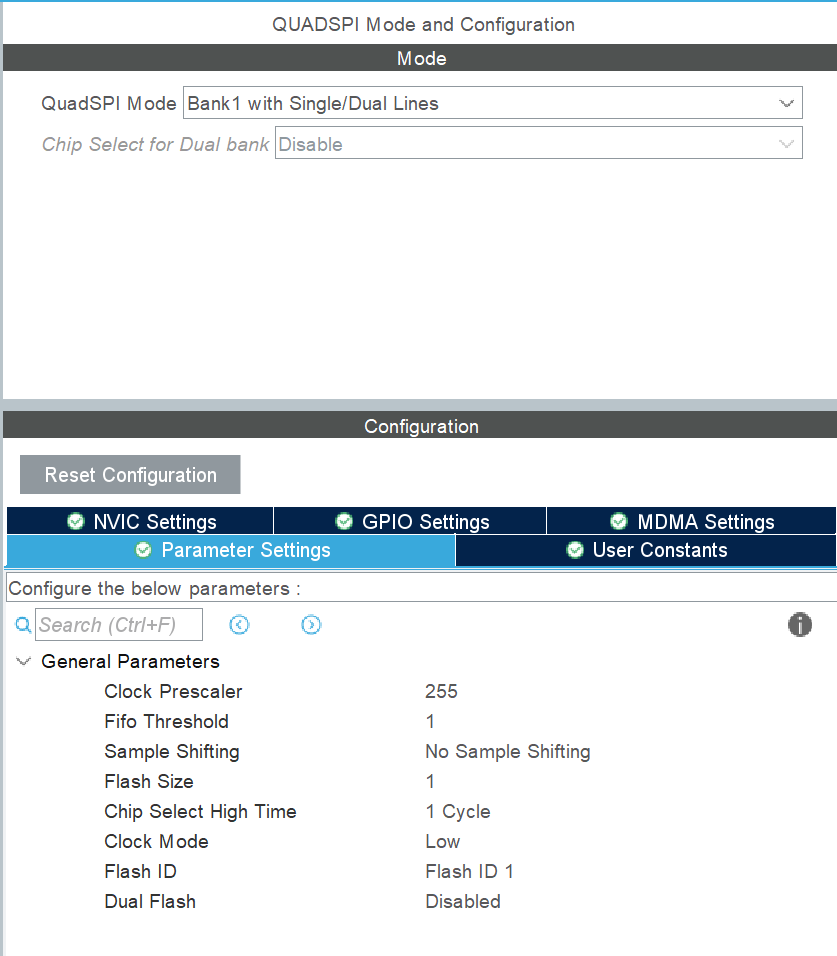 QUADSPI Mode and Configuration
Mode
QuadSPI Mode Bank1 with Single/Dual Lines
Chip Select for Dual bank Disable
Configuration
Reset Configuration
NVIC Settings GPIO Settings MDMA Settings
Parameter Settings User Constants
Configure the below parameters :
Search (Ctrl+F)
General Parameters
Clock Prescaler 255
Fifo Threshold 1
Sample Shifting No Sample Shifting
Flash Size 1
Chip Select High Time 1 Cycle
Clock Mode Low
Flash ID Flash ID 1
Dual Flash Disabled